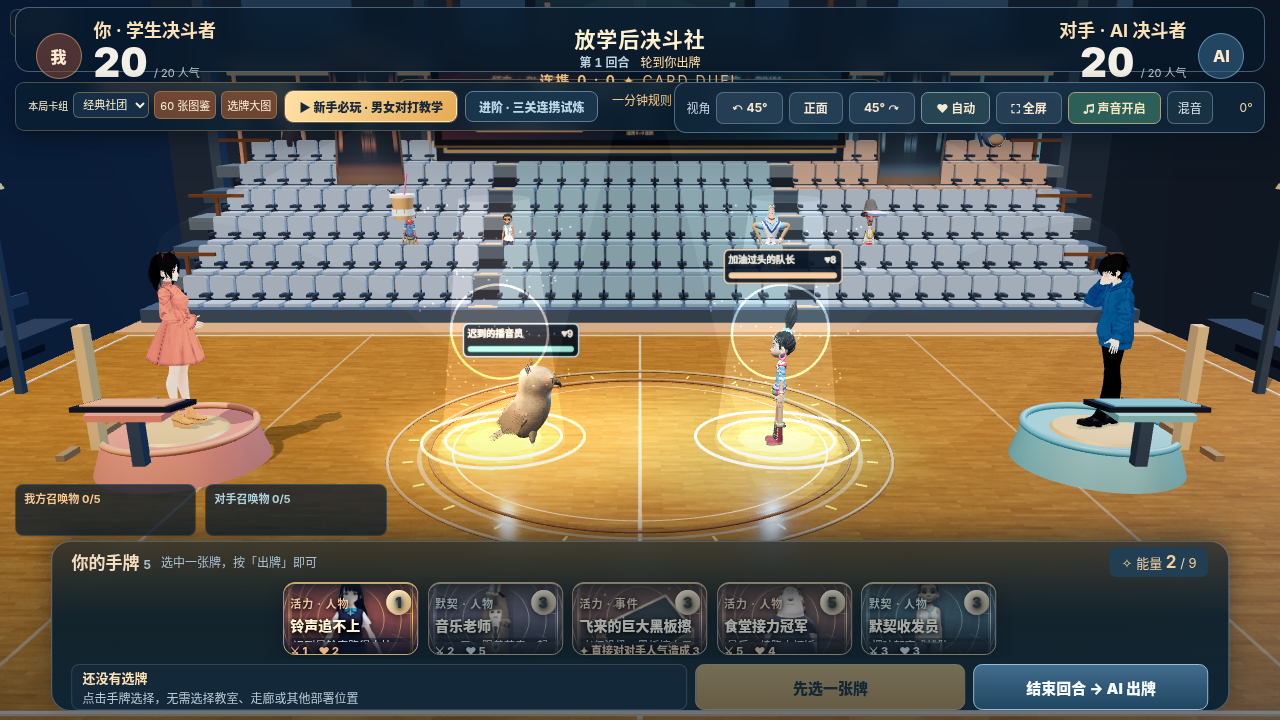 我
你 · 学生决斗者
20 / 20 人气
放学后决斗社
第 1 回合 轮到你出牌
对手 · AI 决斗者
20 / 20 人气
AI
本局卡组
经典社团
60 张图鉴
选牌大图
▶ 新手必玩 · 男女对打教学
进阶 · 三关连携试炼
一分钟规则
视角
↶ 45°
正面
45° ↷
♥ 自动
⛶ 全屏
♫ 声音开启
混音
0°
加油过头的队长 ♥8
迟到的播音员 ♥9
我方召唤物 0/5
对手召唤物 0/5
你的手牌 5 选中一张牌，按「出牌」即可
✧ 能量 2 / 9
活力 · 人物 1
铃声追不上
⚔1 ♥2
默契 · 人物 3
音乐老师
⚔2 ♥5
活力 · 事件 3
飞来的巨大黑板擦
✦ 直接对对手人气造成 3
活力 · 人物 5
食堂接力冠军
⚔5 ♥4
默契 · 人物 3
默契收发员
⚔3 ♥3
还没有选牌
点击手牌选择，无需选择教室、走廊或其他部署位置
先选一张牌
结束回合 → AI 出牌